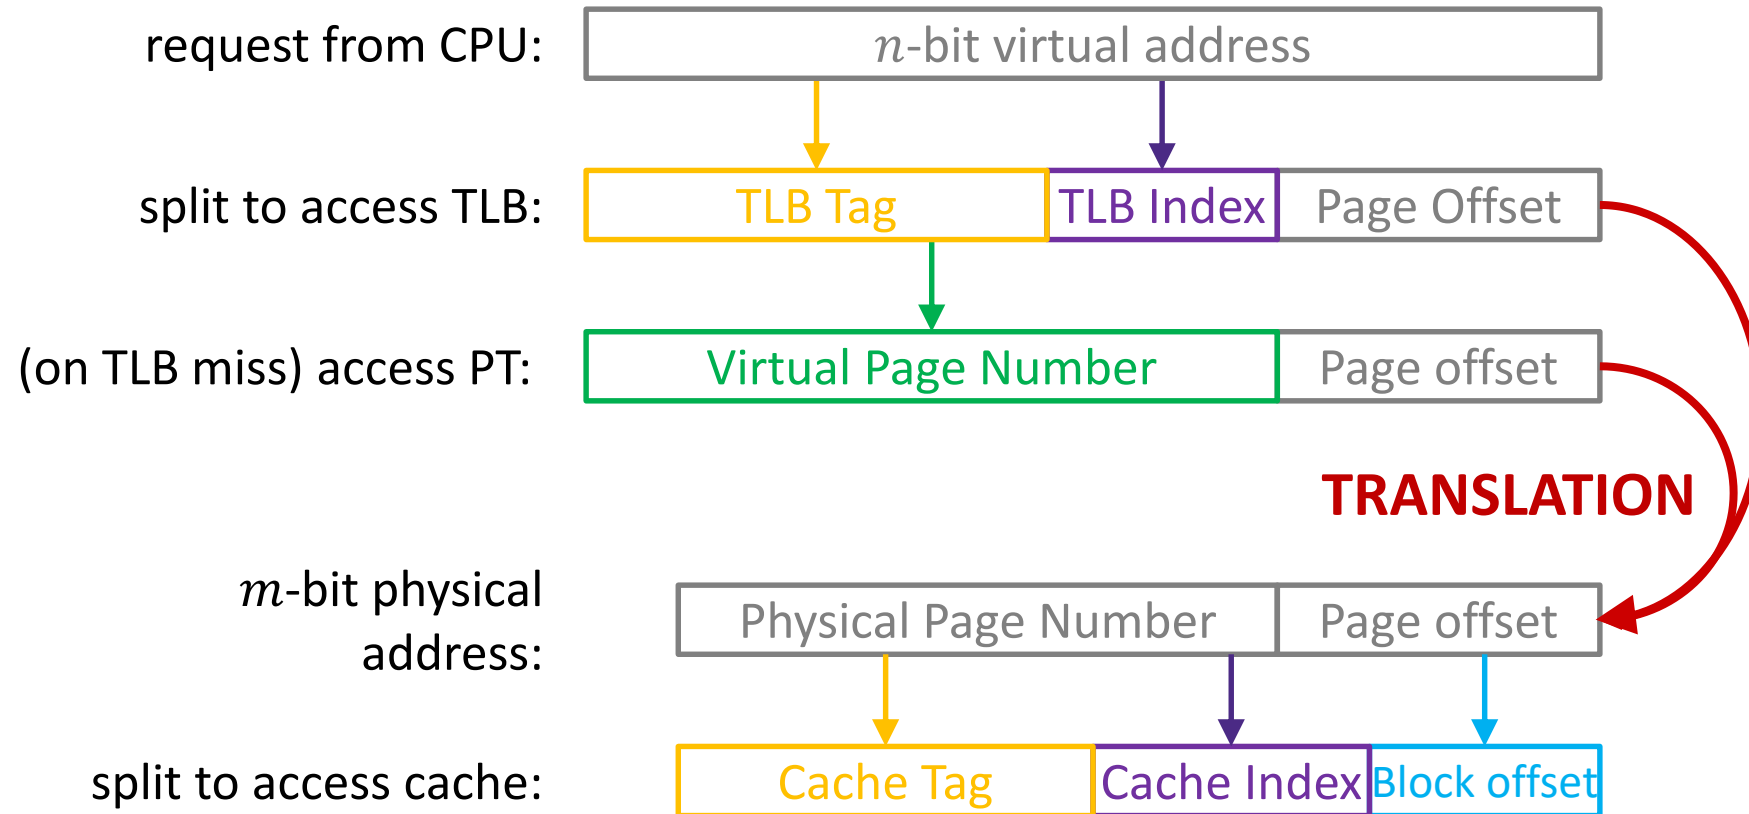 request from CPU: n-bit virtual address
split to access TLB: TLB Tag TLB Index Page Offset
(on TLB miss) access PT: Virtual Page Number Page offset
TRANSLATION
m-bit physical
address:
Physical Page Number Page offset
split to access cache: Cache Tag Cache Index Block offset